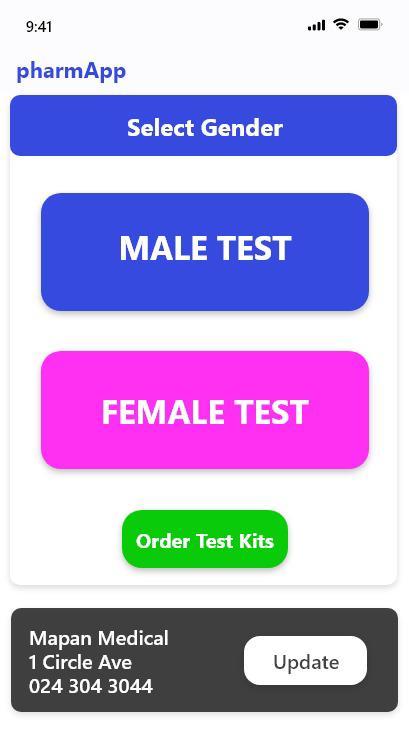 9:41
pharmApp
Select Gender
MALE TEST
FEMALE TEST
Order Test Kits
Mapan Medical
1 Circle Ave
024 304 3044
Update